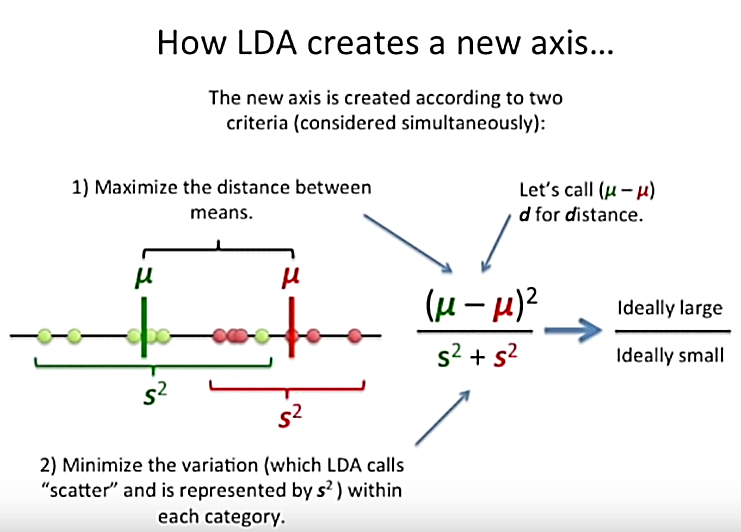 How LDA creates a new axis...
The new axis is created according to two
criteria (considered simultaneously):
1) Maximize the distance between
means.
Let's call (μ – μ)
d for distance.
μ
μ
(μ – μ)²
s² + s²
Ideally large
Ideally small
s²
s²
2) Minimize the variation (which LDA calls
"scatter" and is represented by s² ) within
each category.